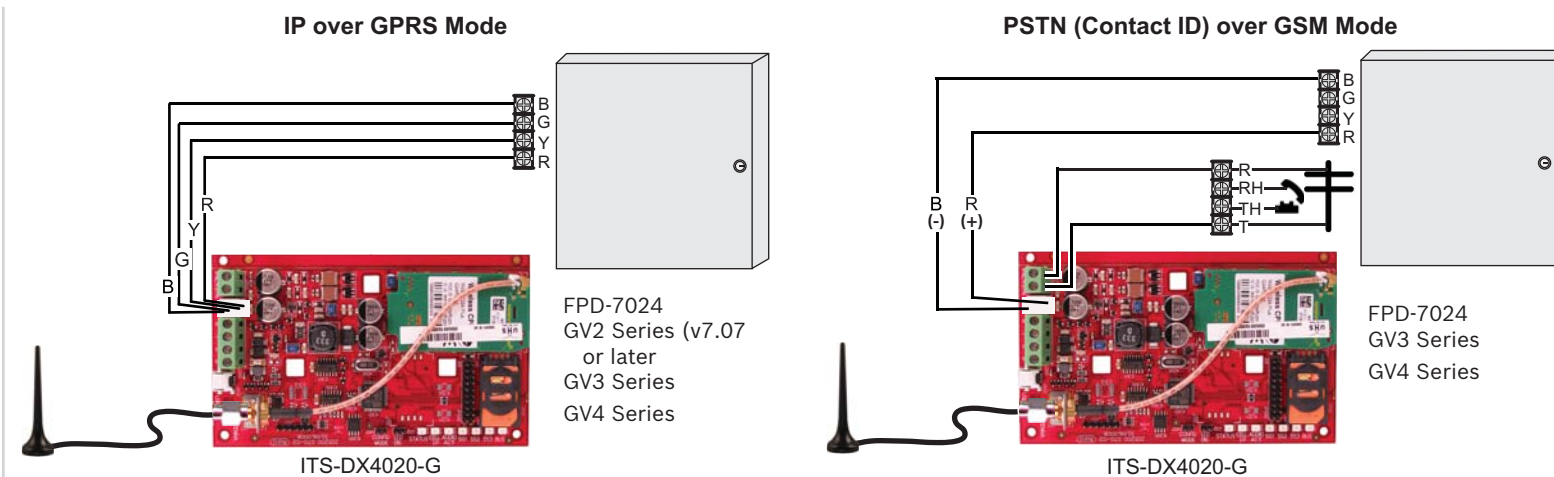 IP over GPRS Mode
B
G
Y
R
R
Y
G
B
FPD-7024
GV2 Series (v7.07
or later
GV3 Series
GV4 Series
ITS-DX4020-G
PSTN (Contact ID) over GSM Mode
B
G
Y
R
R
RH
TH
T
B
(-)
R
(+)
FPD-7024
GV3 Series
GV4 Series
ITS-DX4020-G